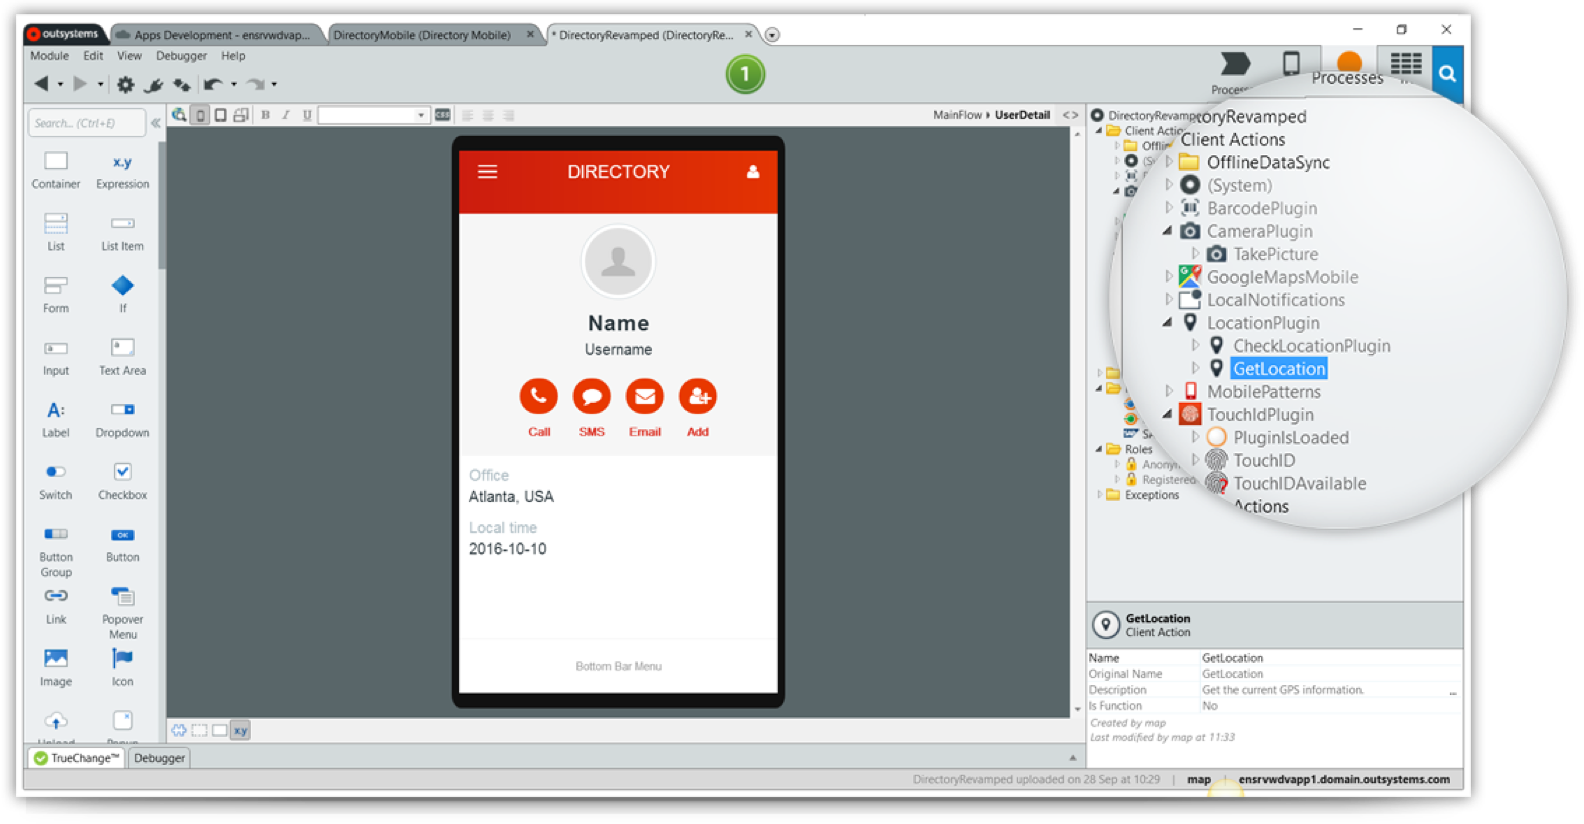 outsystems
Apps Development - ensrvwdvap...
DirectoryMobile (Directory Mobile)
* DirectoryRevamped (DirectoryRe...
Module Edit View Debugger Help
1
Processes
Search... (Ctrl+E)
B I U
CSS
MainFlow UserDetail
Container
x.y
Expression
List
List Item
Form
If
Input
Text Area
A:
Label
Dropdown
Switch
Checkbox
Button Group
OK
Button
Link
Popover Menu
Image
Icon
DIRECTORY
Name
Username
Call
SMS
Email
Add
Office
Atlanta, USA
Local time
2016-10-10
Bottom Bar Menu
DirectoryRevamped
Client Actions
OfflineDataSync
(System)
BarcodePlugin
CameraPlugin
TakePicture
GoogleMapsMobile
LocalNotifications
LocationPlugin
CheckLocationPlugin
GetLocation
MobilePatterns
TouchIdPlugin
PluginIsLoaded
TouchID
TouchIDAvailable
Actions
Roles
Registered
Exceptions
GetLocation
Client Action
Name GetLocation
Original Name GetLocation
Description Get the current GPS information. ...
Is Function No
Created by map
Last modified by map at 11:33
x.y
TrueChange™ Debugger
DirectoryRevamped uploaded on 28 Sep at 10:29 | map | ensrvwdvapp1.domain.outsystems.com